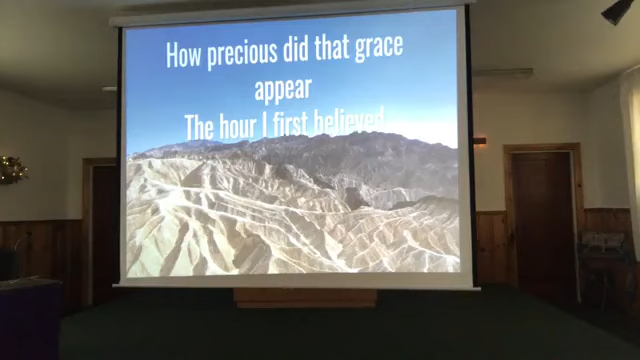 How precious did that grace
appear
The hour I first believed